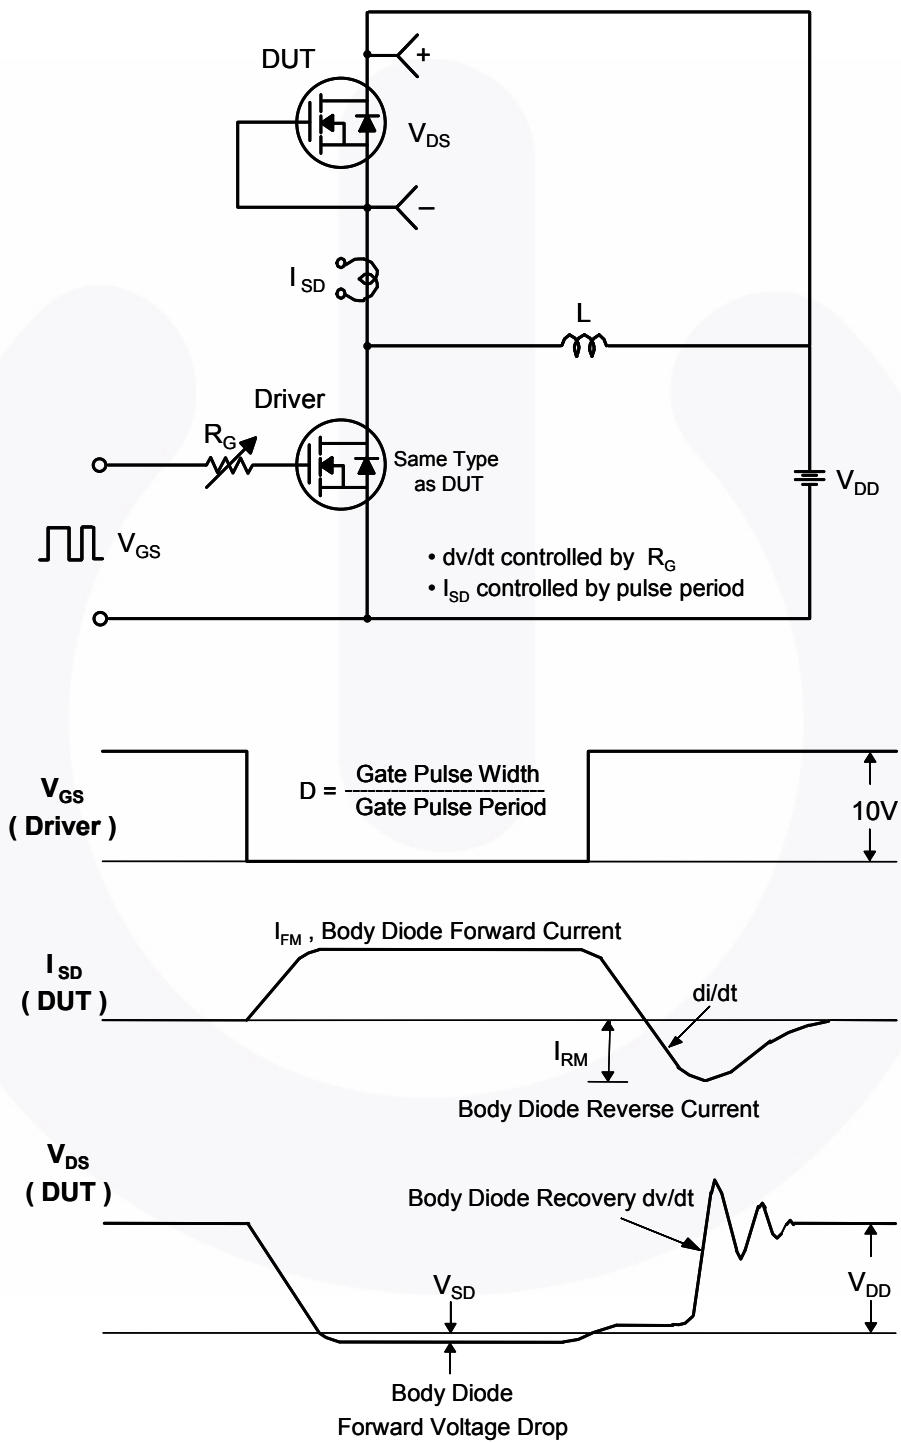 DUT
+
V_DS
−
I_SD
L
Driver
R_G
Same Type
as DUT
V_DD
V_GS
• dv/dt controlled by R_G
• I_SD controlled by pulse period
V_GS
( Driver )
D = Gate Pulse Width
Gate Pulse Period
10V
I_FM , Body Diode Forward Current
I_SD
( DUT )
di/dt
I_RM
Body Diode Reverse Current
V_DS
( DUT )
Body Diode Recovery dv/dt
V_SD
V_DD
Body Diode
Forward Voltage Drop